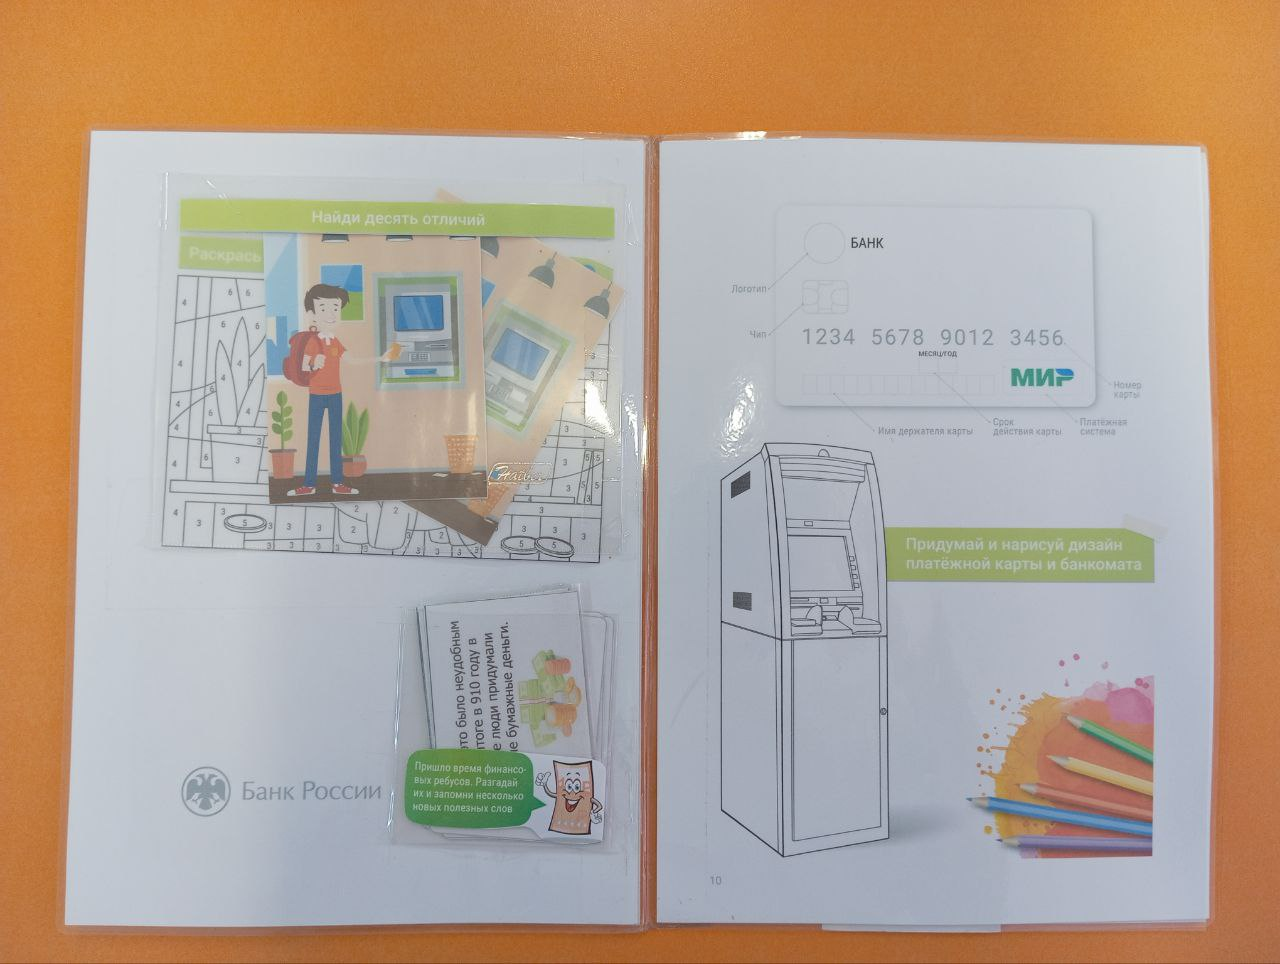 Найди десять отличий
Раскрась
это было неудобным
итоге в 910 году в
люди придумали
бумажные деньги.
Банк России
Пришло время финансо-
вых ребусов. Разгадай
их и запомни несколько
новых полезных слов
БАНК
Логотип
Чип
1234 5678 9012 3456
МЕСЯЦ/ГОД
МИР
Номер
карты
Имя держателя карты
Срок
действия карты
Платёжная
система
Придумай и нарисуй дизайн
платёжной карты и банкомата
10